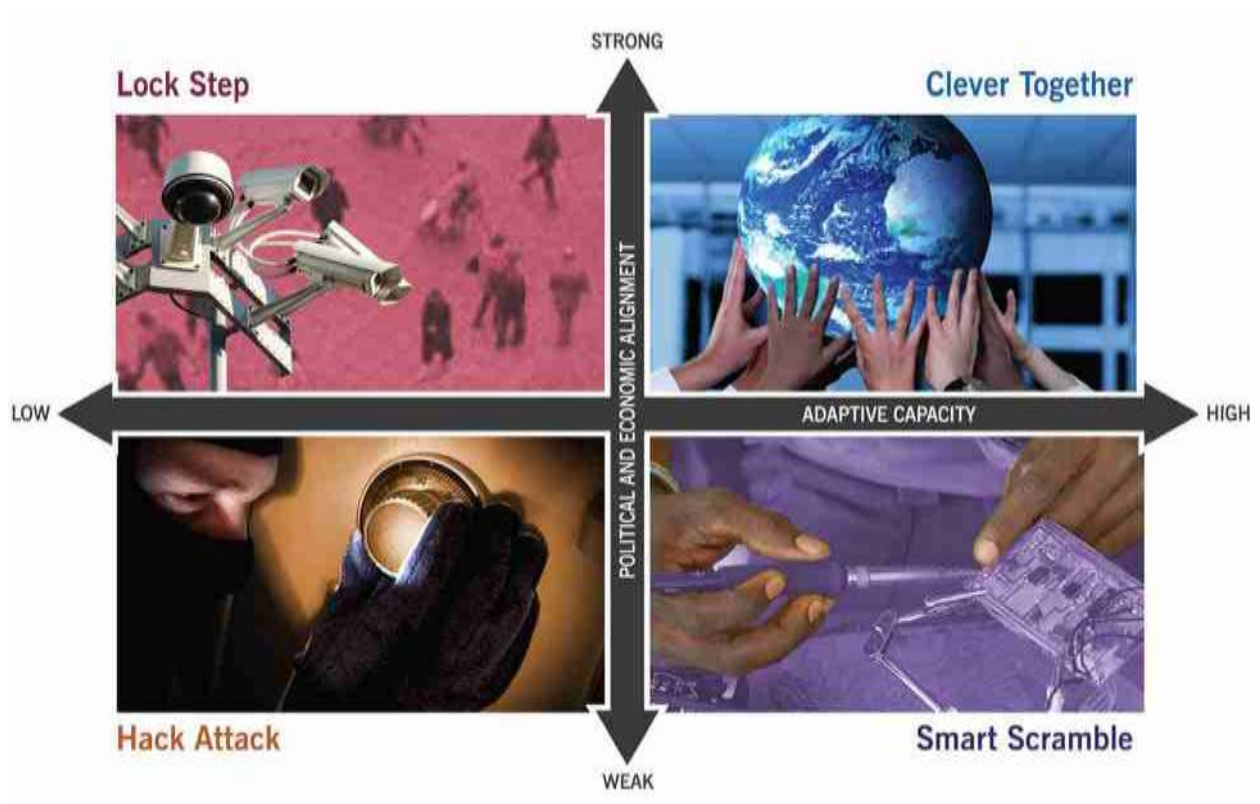 STRONG
Lock Step
Clever Together
POLITICAL AND ECONOMIC ALIGNMENT
LOW
ADAPTIVE CAPACITY
HIGH
Hack Attack
Smart Scramble
WEAK